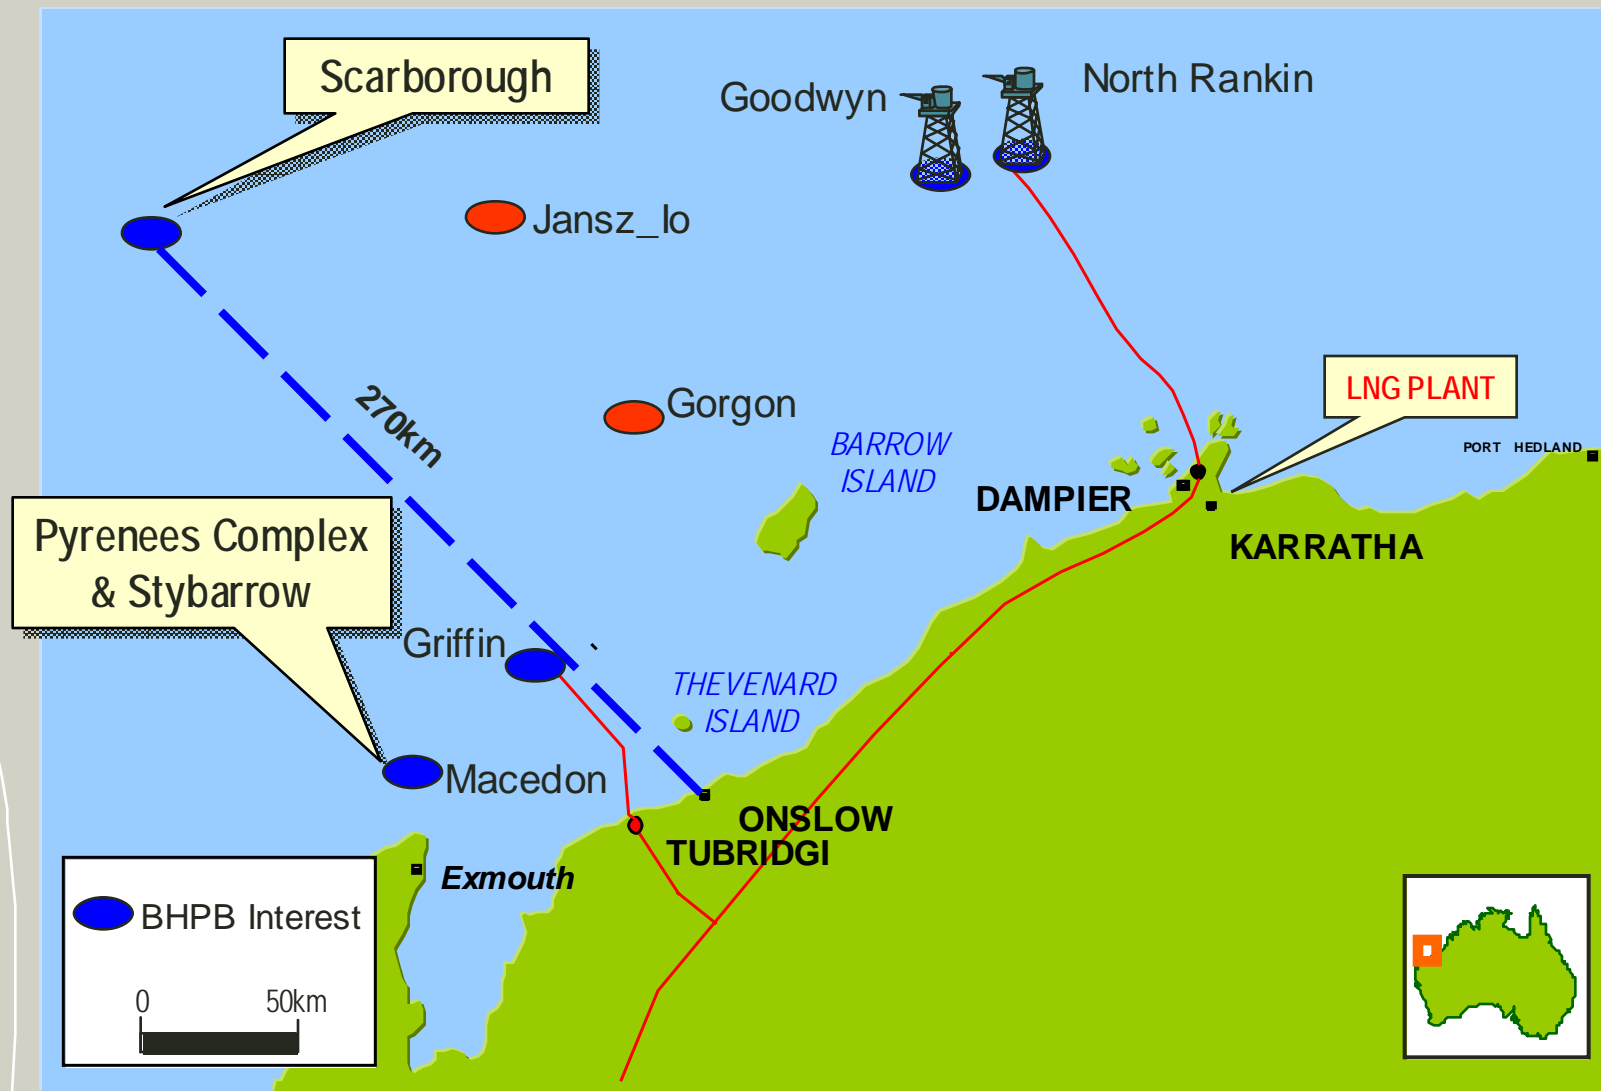 Scarborough
Goodwyn
North Rankin
Jansz_Io
270km
Gorgon
LNG PLANT
BARROW
ISLAND
PORT HEDLAND
DAMPIER
KARRATHA
Pyrenees Complex
& Stybarrow
Griffin
THEVENARD
ISLAND
Macedon
ONSLOW
TUBRIDGI
Exmouth
BHPB Interest
0 50km